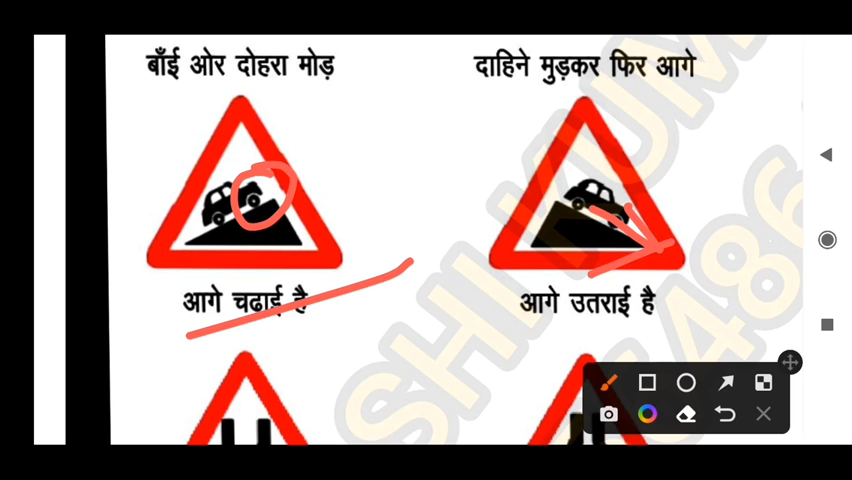 बाँई ओर दोहरा मोड़
दाहिने मुड़कर फिर आगे
आगे चढाई है
आगे उतराई है